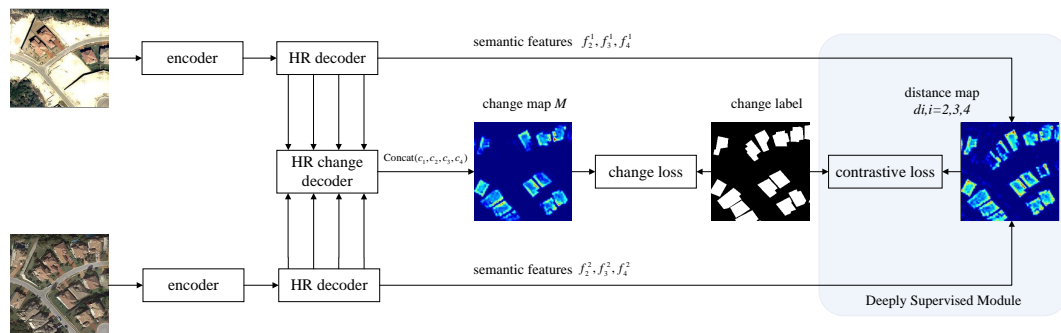 encoder
HR decoder
semantic features f₂¹, f₃¹, f₄¹
change map M
change label
distance map
di,i=2,3,4
HR change
decoder
Concat(c₁,c₂,c₃,c₄)
change loss
contrastive loss
encoder
HR decoder
semantic features f₂², f₃², f₄²
Deeply Supervised Module